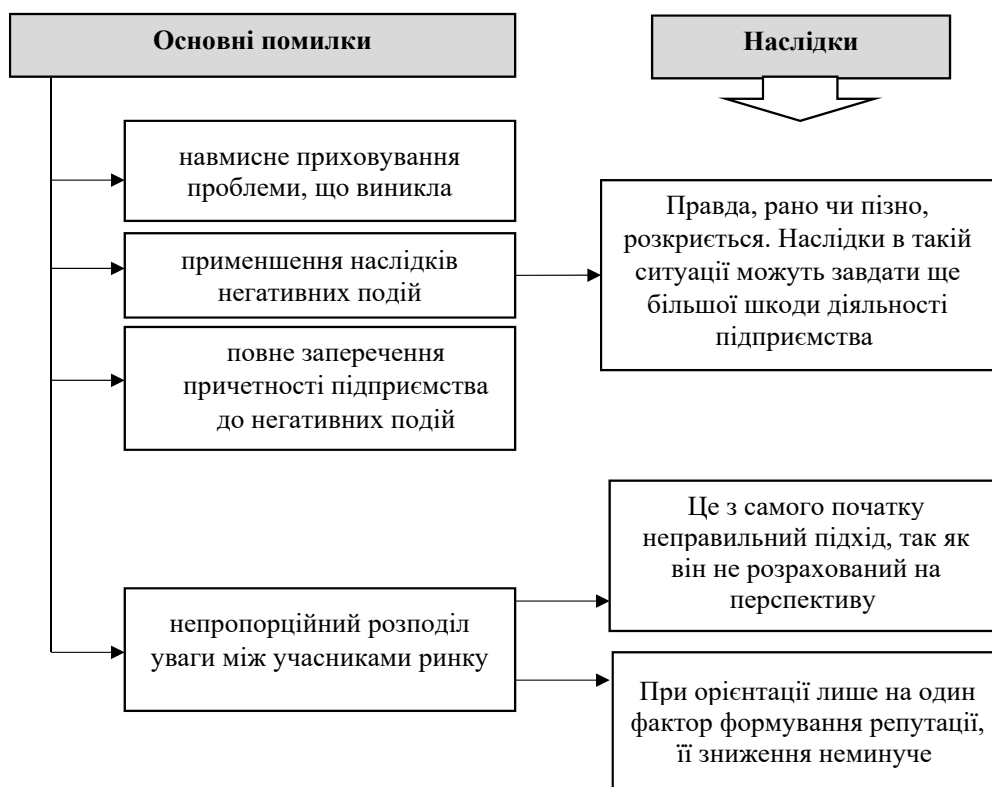 Основні помилки
Наслідки
навмисне приховування
проблеми, що виникла
применшення наслідків
негативних подій
повне заперечення
причетності підприємства
до негативних подій
Правда, рано чи пізно,
розкриється. Наслідки в такій
ситуації можуть завдати ще
більшої шкоди діяльності
підприємства
непропорційний розподіл
уваги між учасниками ринку
Це з самого початку
неправильний підхід, так як
він не розрахований на
перспективу
При орієнтації лише на один
фактор формування репутації,
її зниження неминуче